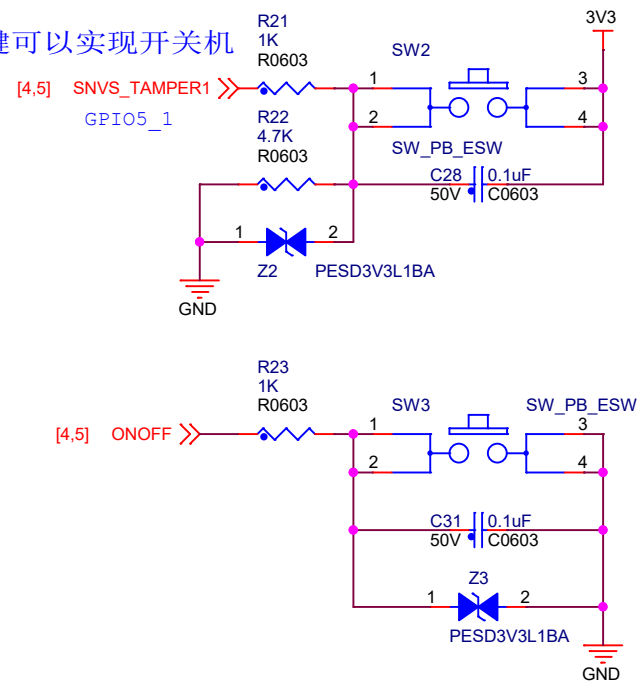 R21
1K
R0603
3V3
键可以实现开关机
SW2
[4,5] SNVS_TAMPER1
1
3
GPIO5_1
R22
4.7K
R0603
2
4
SW_PB_ESW
C28
0.1uF
50V
C0603
1
2
Z2
PESD3V3L1BA
GND
R23
1K
R0603
SW3
SW_PB_ESW
[4,5] ONOFF
1
3
2
4
C31
0.1uF
50V
C0603
Z3
1
2
PESD3V3L1BA
GND